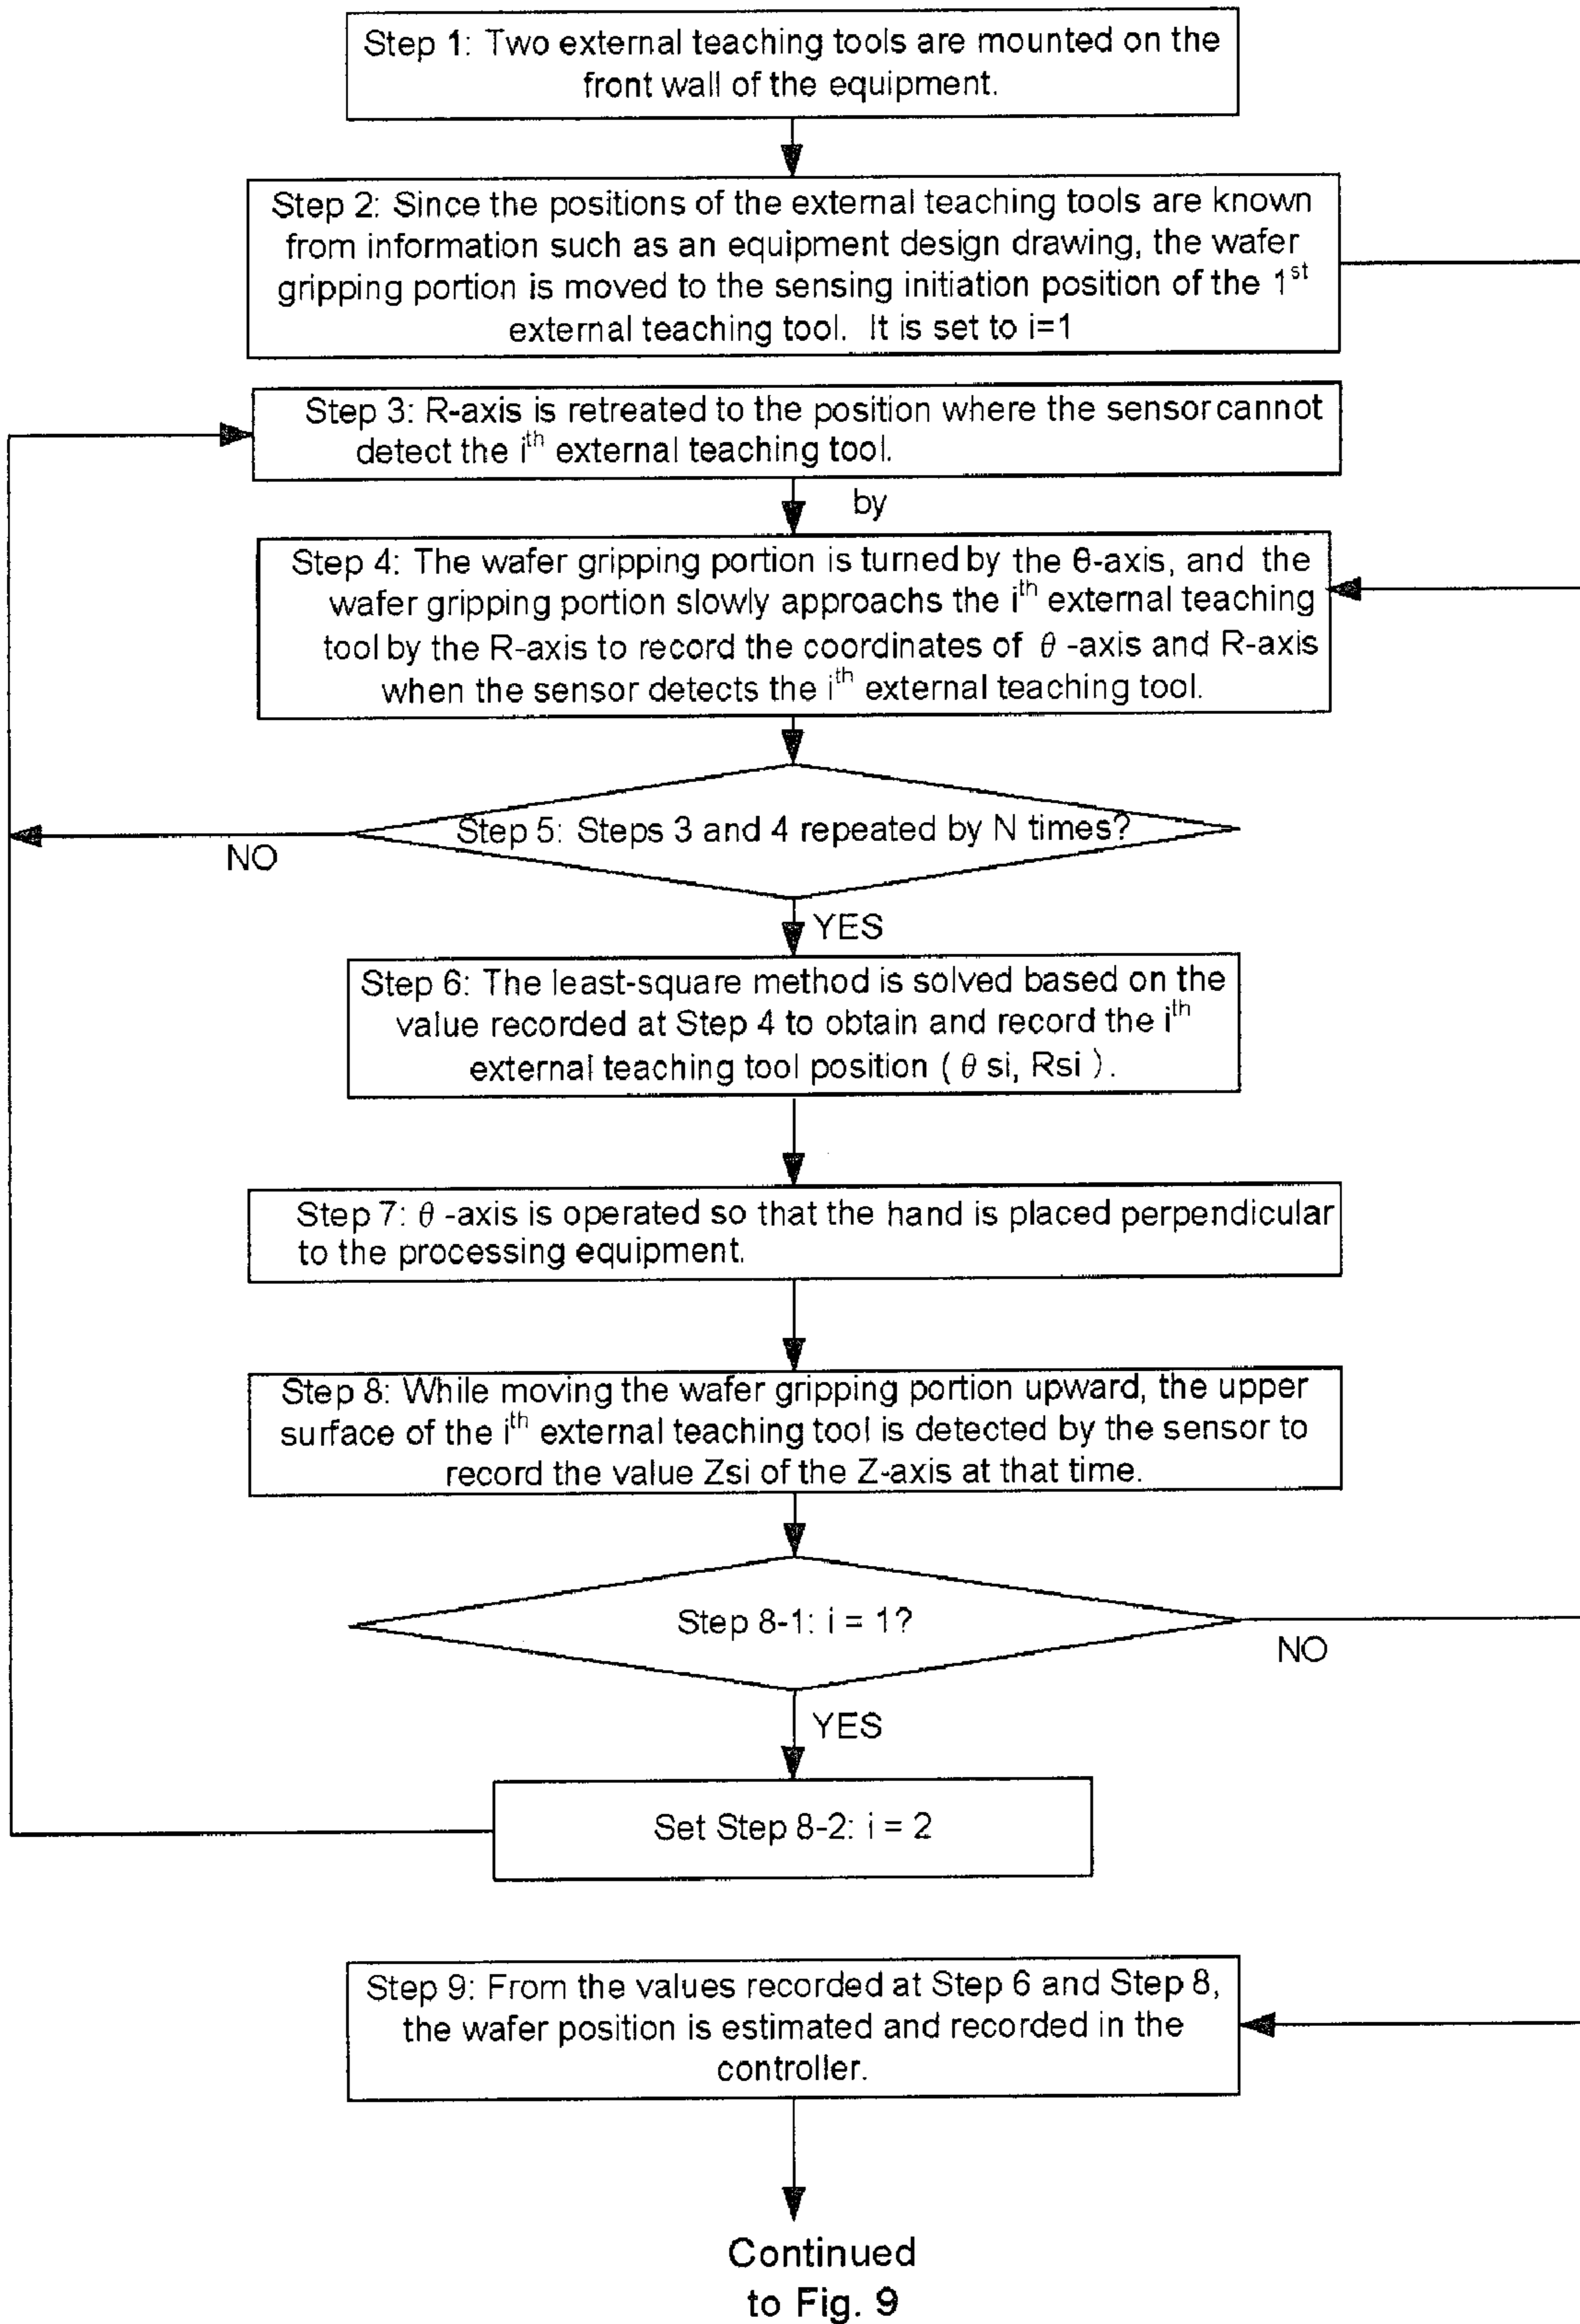 Step 1: Two external teaching tools are mounted on the
front wall of the equipment.
Step 2: Since the positions of the external teaching tools are known
from information such as an equipment design drawing, the wafer
gripping portion is moved to the sensing initiation position of the 1st
external teaching tool. It is set to i=1
Step 3: R-axis is retreated to the position where the sensor cannot
detect the ith external teaching tool.
by
Step 4: The wafer gripping portion is turned by the θ-axis, and the
wafer gripping portion slowly approachs the ith external teaching
tool by the R-axis to record the coordinates of θ -axis and R-axis
when the sensor detects the ith external teaching tool.
Step 5: Steps 3 and 4 repeated by N times?
NO
YES
Step 6: The least-square method is solved based on the
value recorded at Step 4 to obtain and record the ith
external teaching tool position ( θ si, Rsi ).
Step 7: θ -axis is operated so that the hand is placed perpendicular
to the processing equipment.
Step 8: While moving the wafer gripping portion upward, the upper
surface of the ith external teaching tool is detected by the sensor to
record the value Zsi of the Z-axis at that time.
Step 8-1: i = 1?
NO
YES
Set Step 8-2: i = 2
Step 9: From the values recorded at Step 6 and Step 8,
the wafer position is estimated and recorded in the
controller.
Continued
to Fig. 9